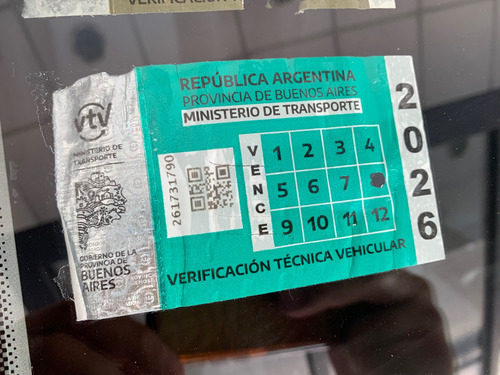 VERIFICACIÓN
vtv
MINISTERIO DE
TRANSPORTE
GOBIERNO DE LA
PROVINCIA DE
BUENOS
AIRES
REPÚBLICA ARGENTINA
PROVINCIA DE BUENOS AIRES
MINISTERIO DE TRANSPORTE
261731790
VENCE
1 2 3 4
5 6 7
9 10 11 12
2026
VERIFICACIÓN TÉCNICA VEHICULAR